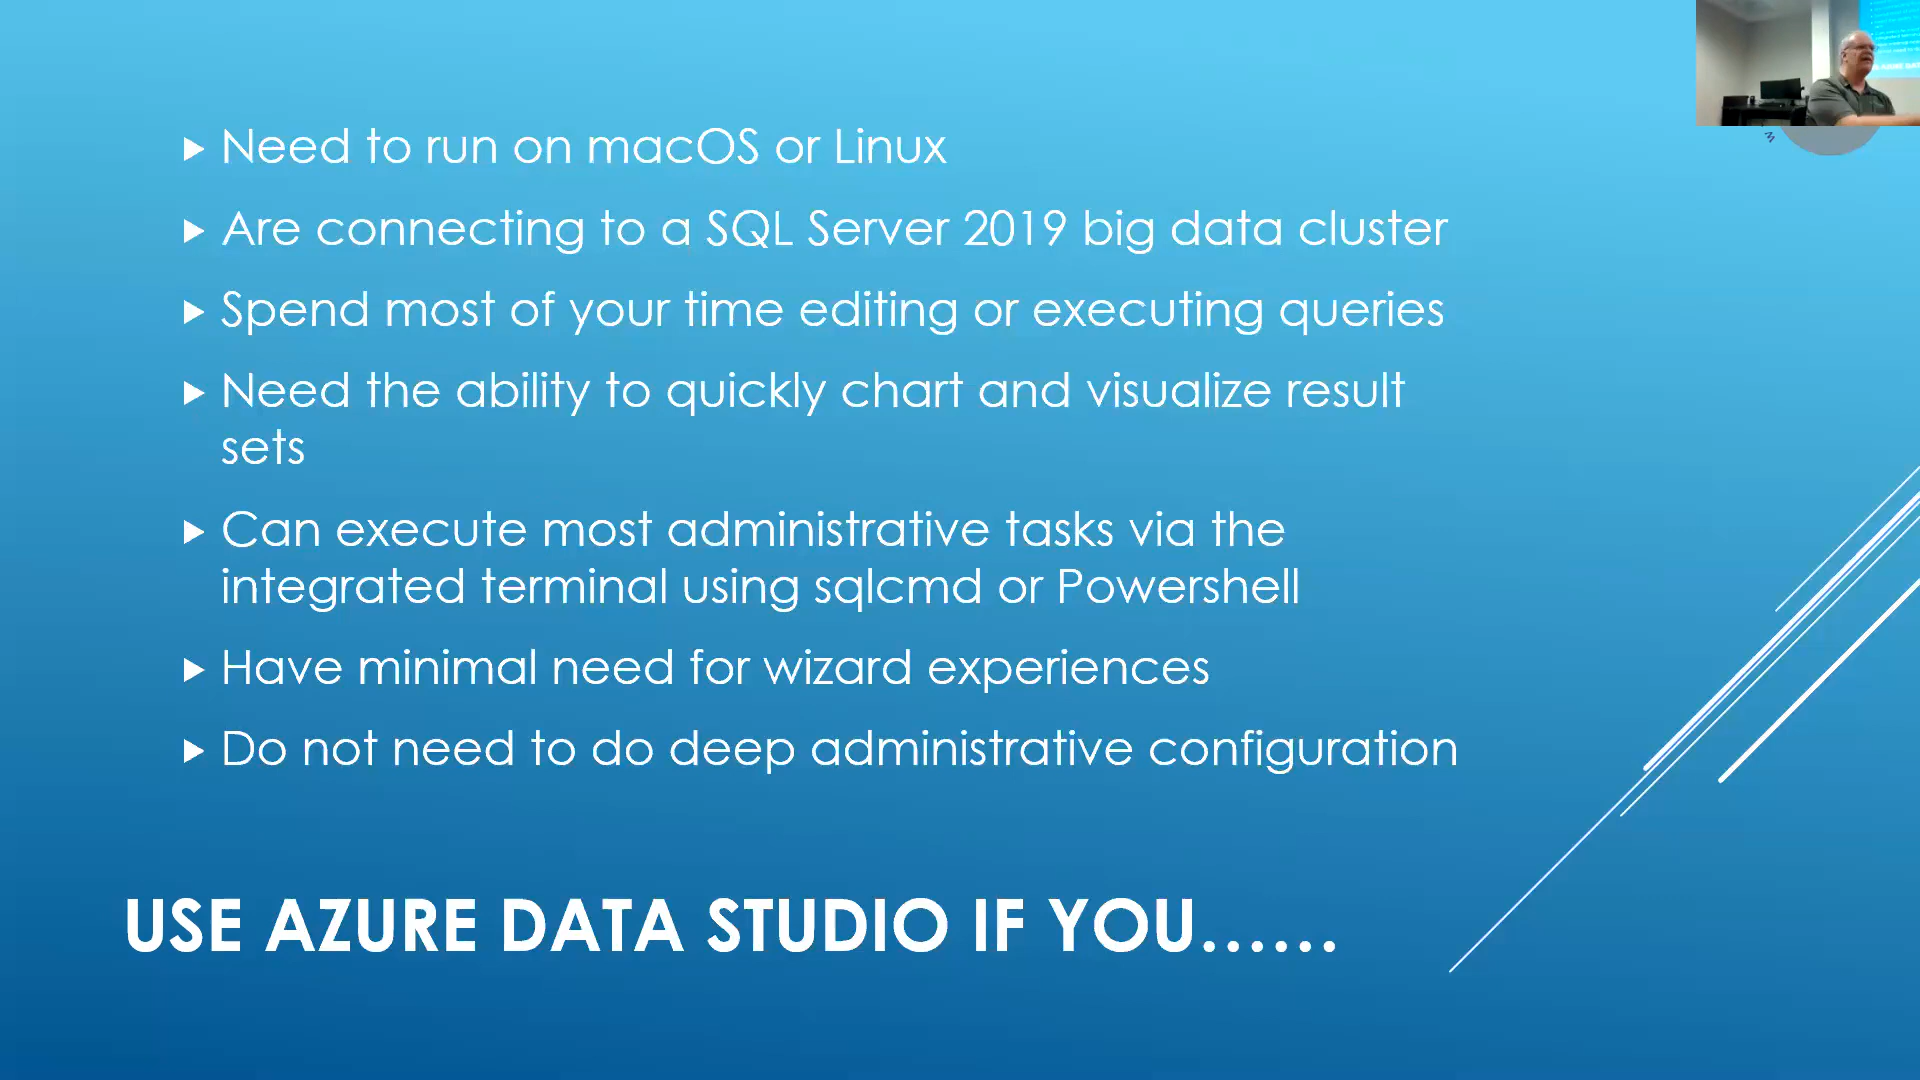 Need to run on macOS or Linux
Are connecting to a SQL Server 2019 big data cluster
Spend most of your time editing or executing queries
Need the ability to quickly chart and visualize result
sets
Can execute most administrative tasks via the
integrated terminal using sqlcmd or Powershell
Have minimal need for wizard experiences
Do not need to do deep administrative configuration
USE AZURE DATA STUDIO IF YOU......